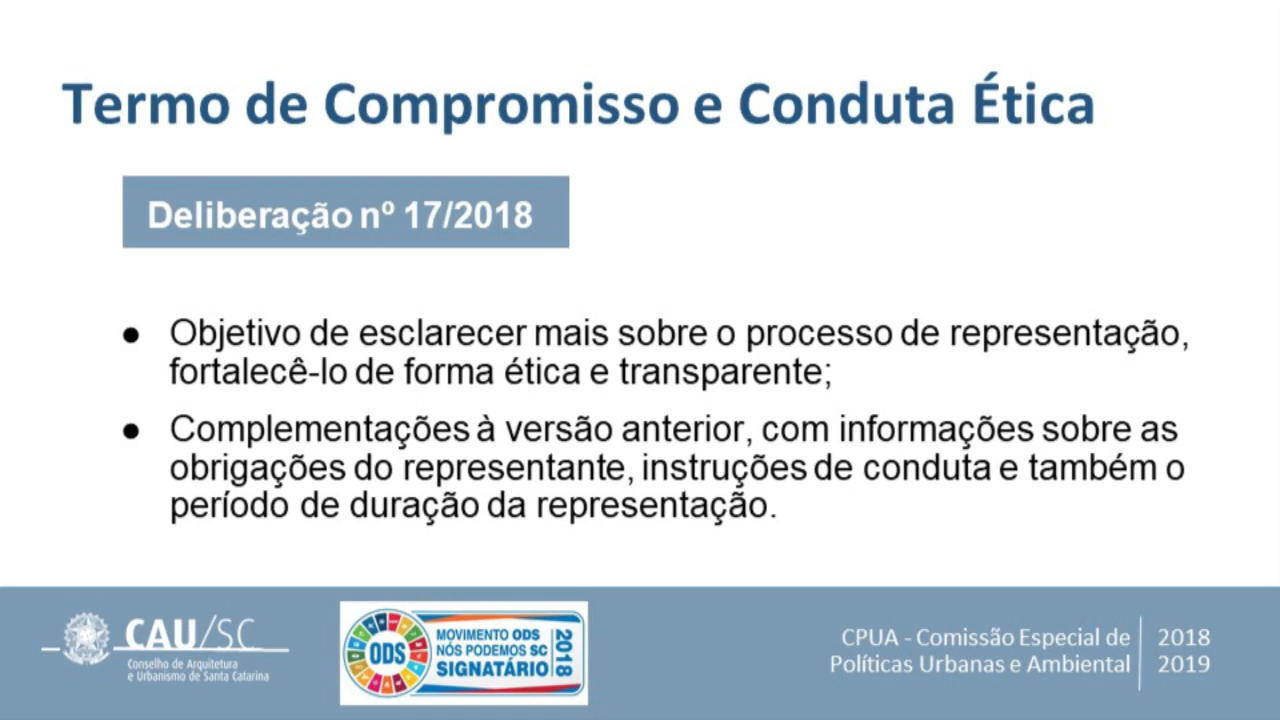 Termo de Compromisso e Conduta Ética
Deliberação nº 17/2018
● Objetivo de esclarecer mais sobre o processo de representação,
fortalecê-lo de forma ética e transparente;
● Complementações à versão anterior, com informações sobre as
obrigações do representante, instruções de conduta e também o
período de duração da representação.
CAU/SC
Conselho de Arquitetura
e Urbanismo de Santa Catarina
ODS
MOVIMENTO ODS
NÓS PODEMOS SC
SIGNATÁRIO
2018
CPUA - Comissão Especial de
Políticas Urbanas e Ambiental
2018
2019